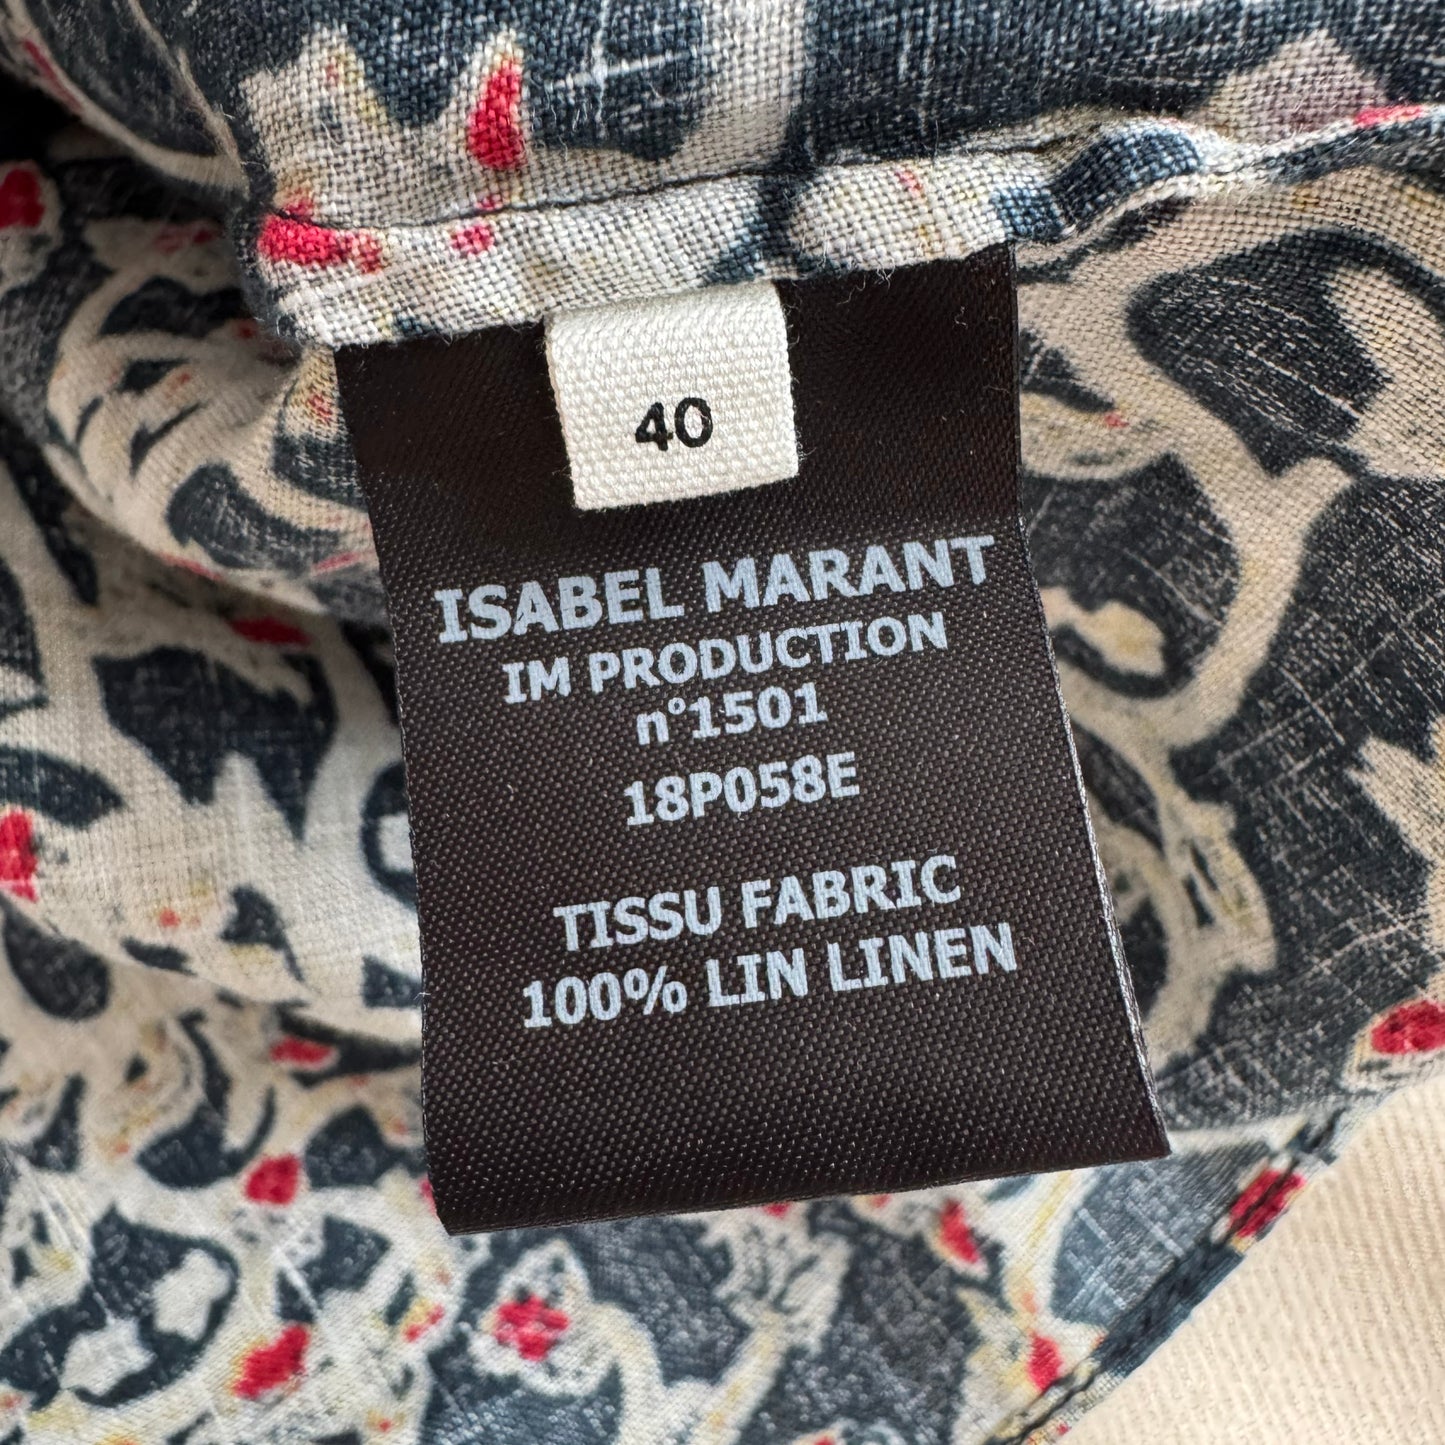 40
ISABEL MARANT
IM PRODUCTION
n°1501
18P058E
TISSU FABRIC
100% LIN LINEN